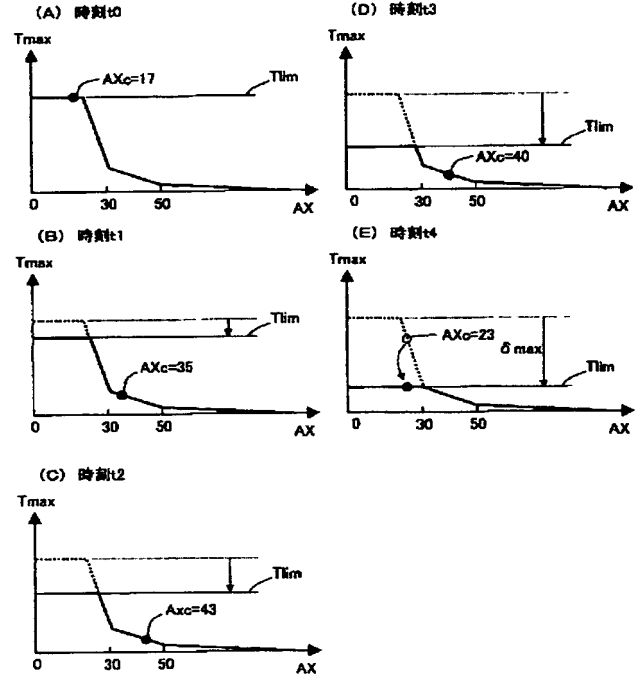 (A) 時刻t0
Tmax
AXc=17
Tlim
0
30
50
AX
(B) 時刻t1
Tmax
Tlim
AXc=35
0
30
50
AX
(C) 時刻t2
Tmax
Tlim
Axc=43
0
30
50
AX
(D) 時刻t3
Tmax
Tlim
AXc=40
0
30
50
AX
(E) 時刻t4
Tmax
AXc=23
δmax
Tlim
0
30
50
AX